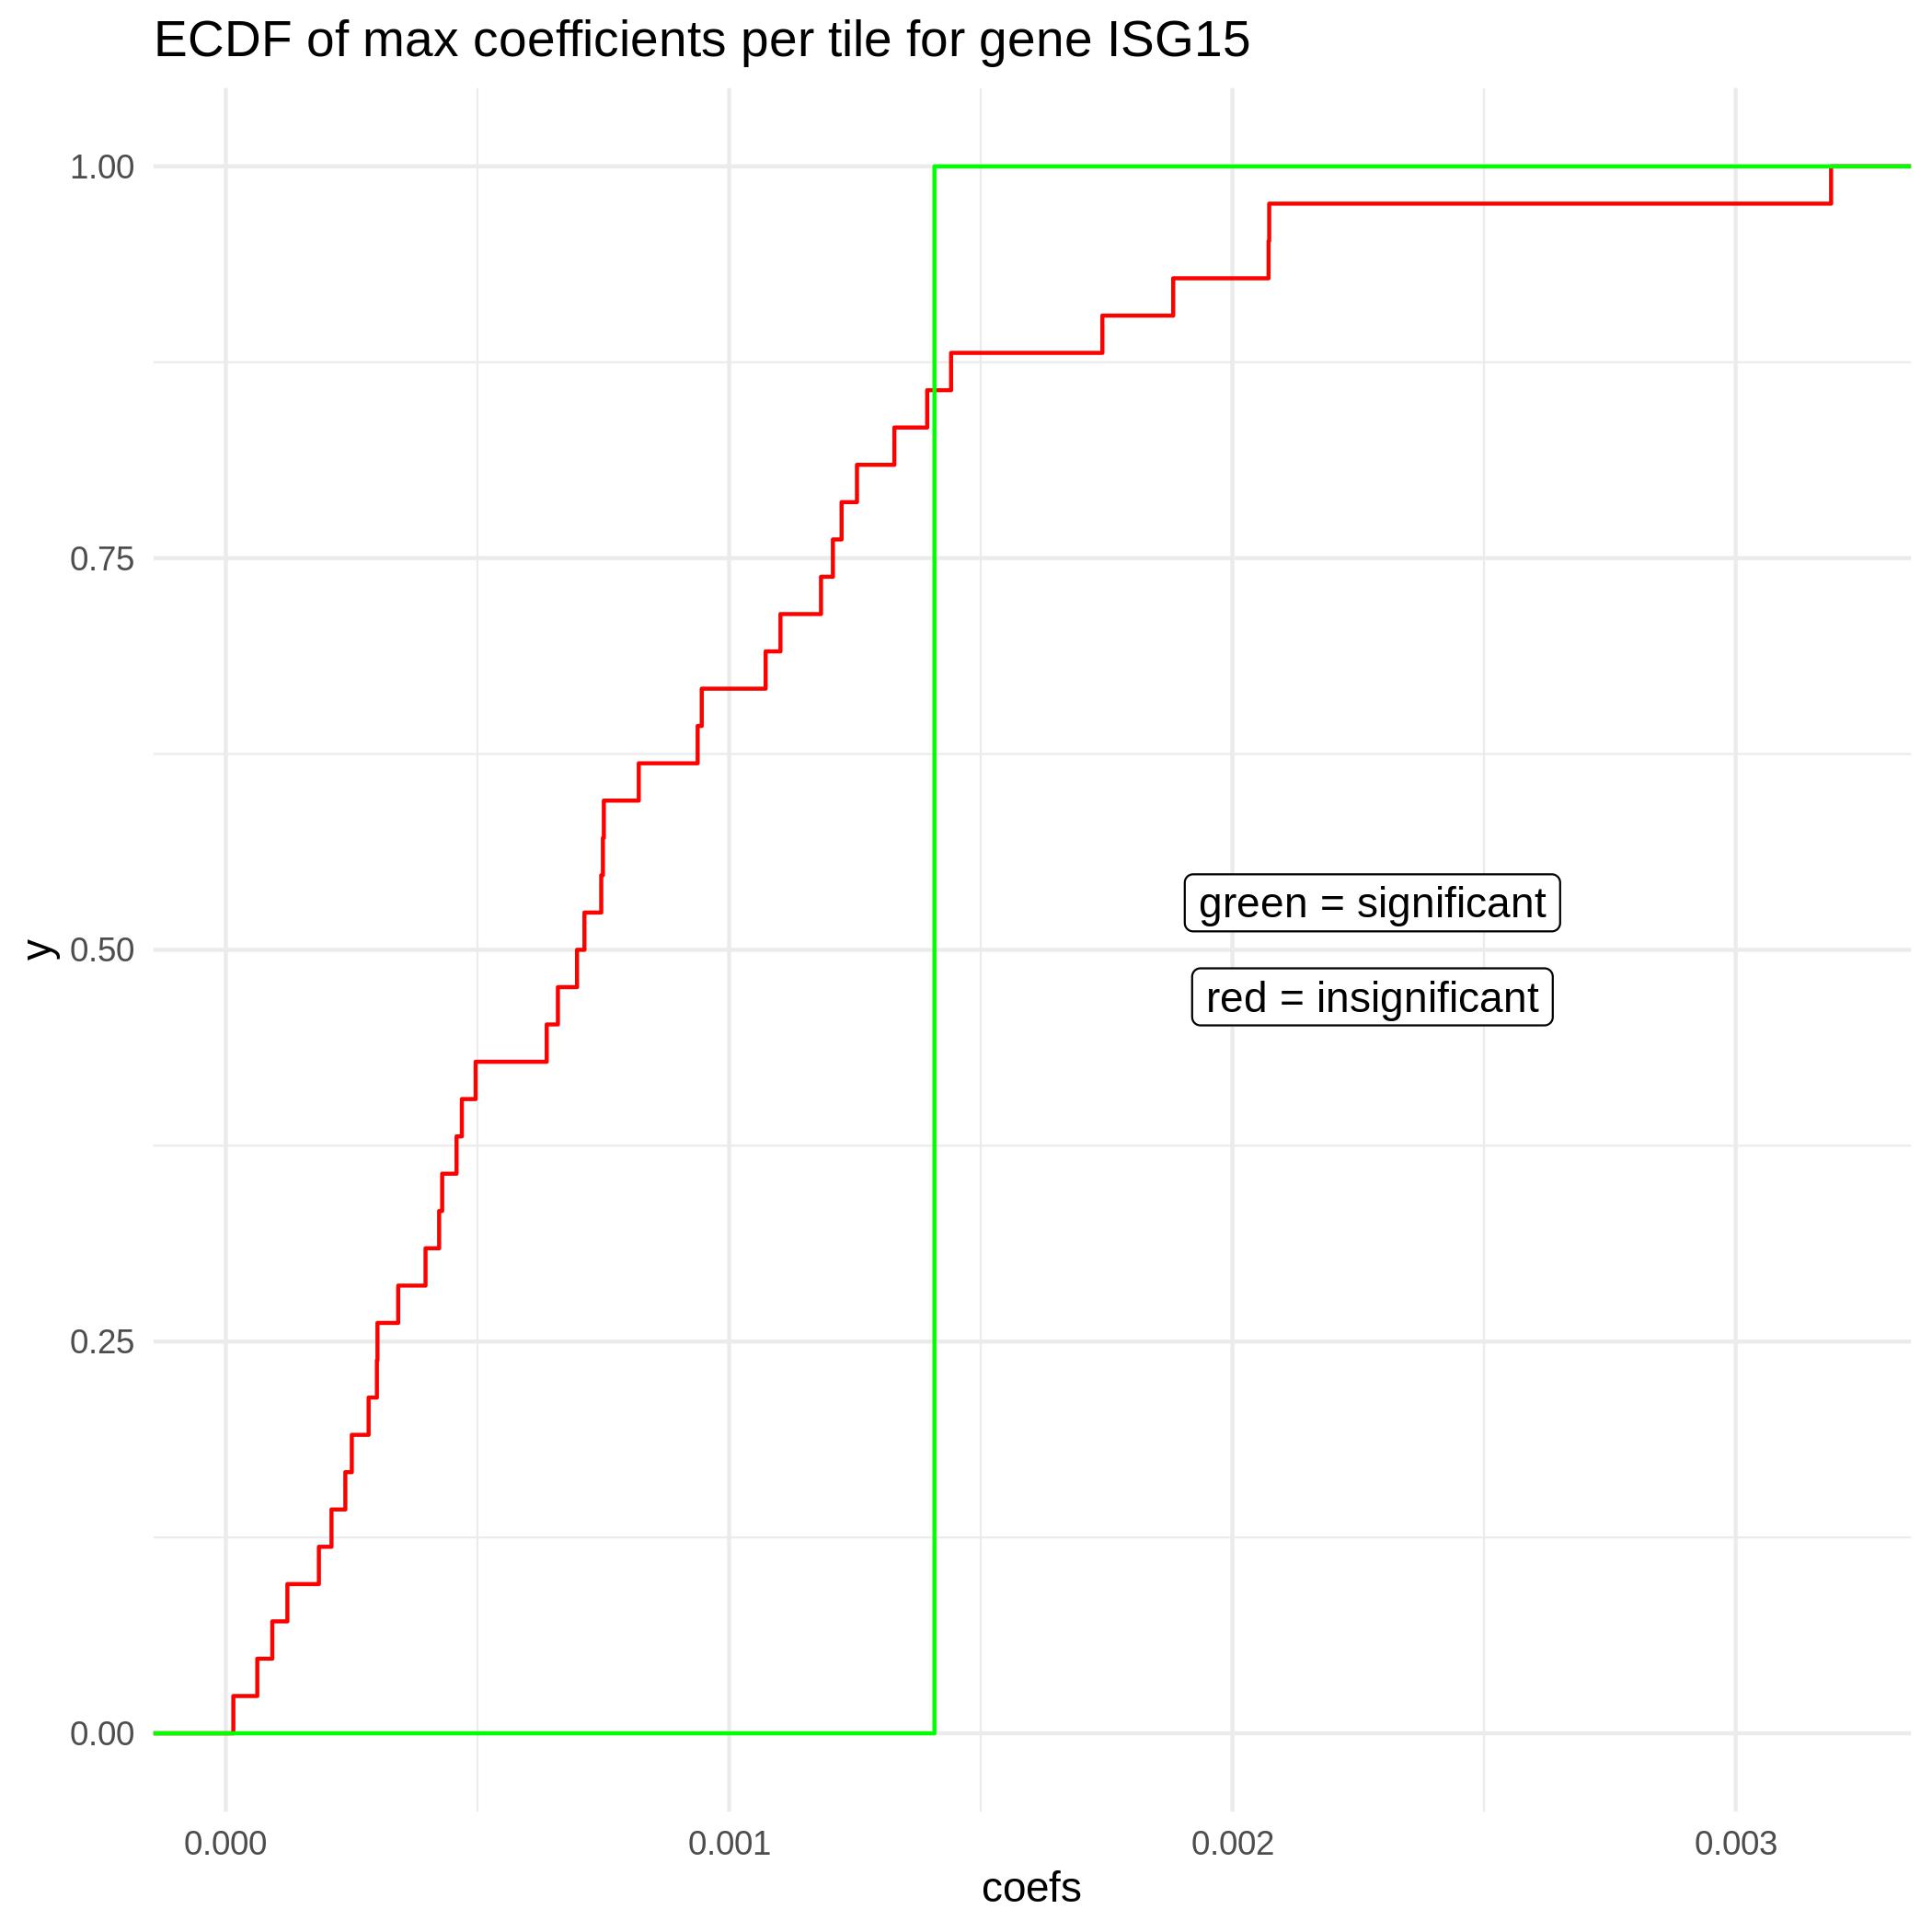 ECDF of max coefficients per tile for gene ISG15
1.00
0.75
green = significant
y
0.50
red = insignificant
0.25
0.00
0.000 0.001 0.002 0.003
coefs